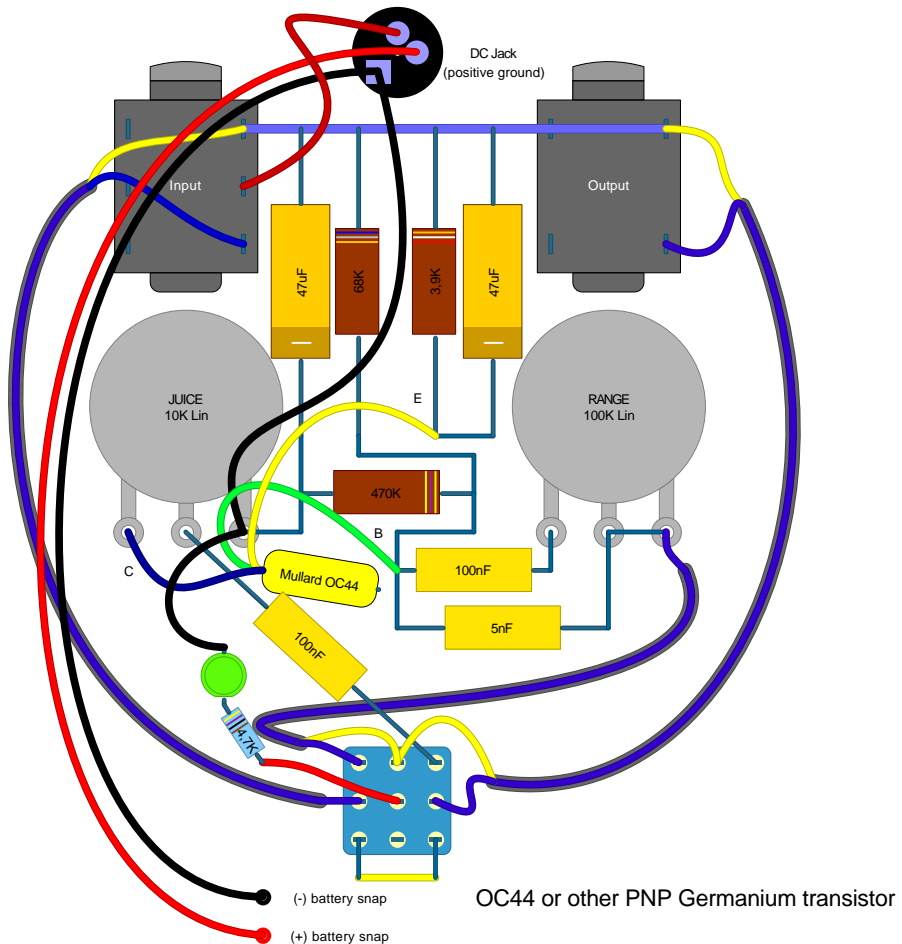 DC Jack
(positive ground)
Input
Output
47uF
68K
3,9K
47uF
JUICE
10K Lin
E
RANGE
100K Lin
470K
B
C
Mullard OC44
100nF
100nF
5nF
4,7K
(-) battery snap
OC44 or other PNP Germanium transistor
(+) battery snap